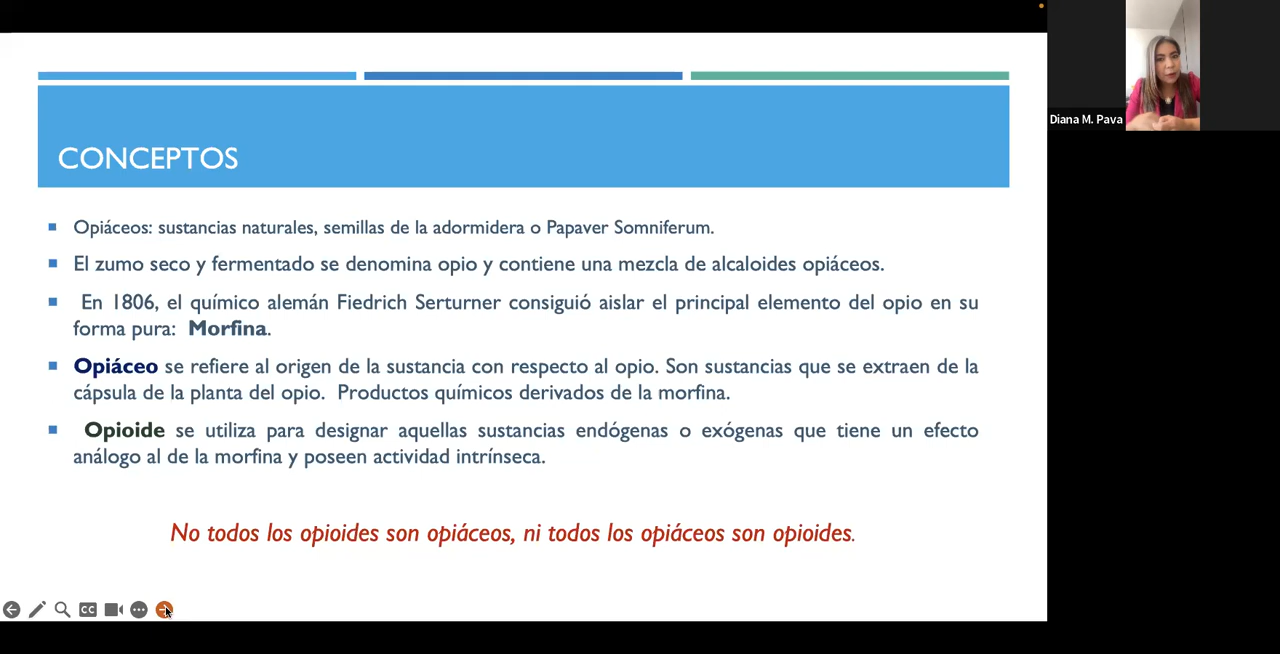 CONCEPTOS
Opiáceos: sustancias naturales, semillas de la adormidera o Papaver Somniferum.
El zumo seco y fermentado se denomina opio y contiene una mezcla de alcaloides opiáceos.
En 1806, el químico alemán Fiedrich Serturner consiguió aislar el principal elemento del opio en su
forma pura: Morfina.
Opiáceo se refiere al origen de la sustancia con respecto al opio. Son sustancias que se extraen de la
cápsula de la planta del opio. Productos químicos derivados de la morfina.
Opioide se utiliza para designar aquellas sustancias endógenas o exógenas que tiene un efecto
análogo al de la morfina y poseen actividad intrínseca.
No todos los opioides son opiáceos, ni todos los opiáceos son opioides.
CC
Diana M. Pava